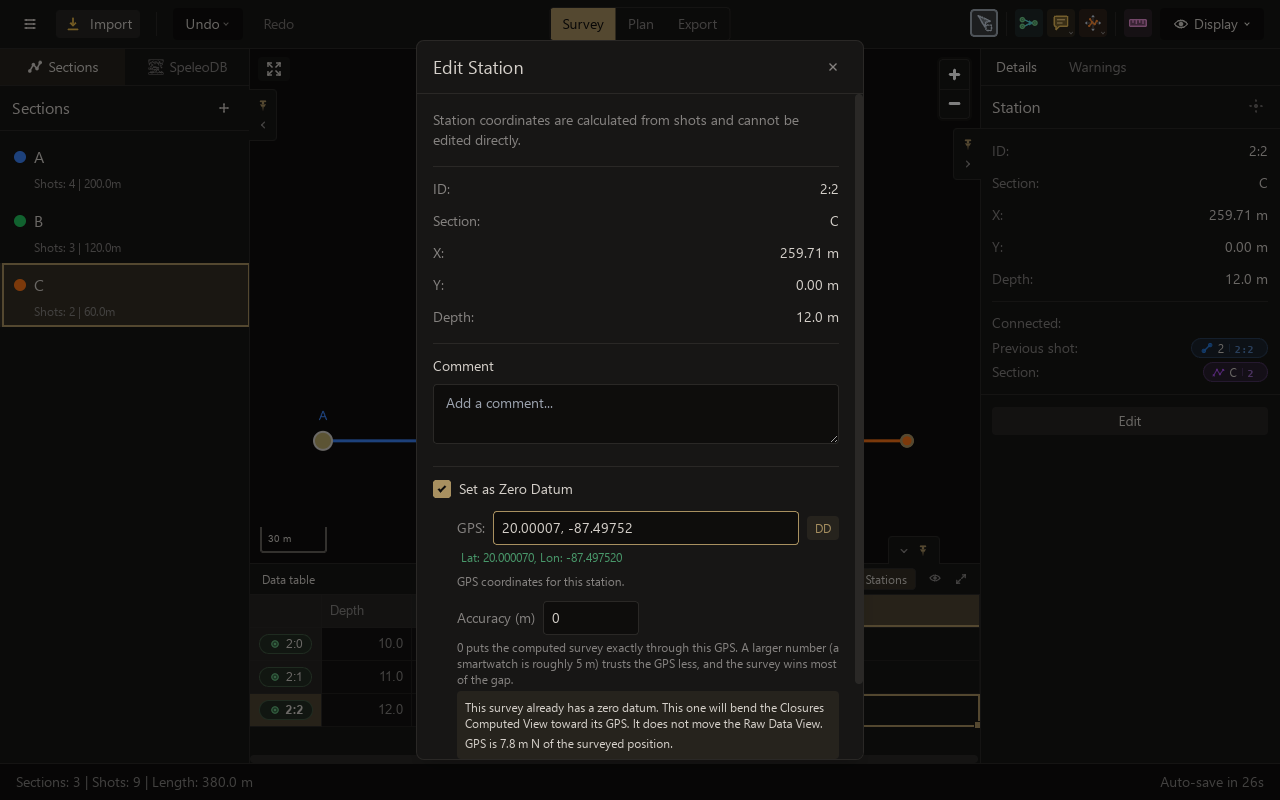 Import
Undo
Redo
Survey
Plan
Export
Display
Sections
SpeleoDB
Sections
A
Shots: 4 | 200.0m
B
Shots: 3 | 120.0m
C
Shots: 2 | 60.0m
A
30 m
Edit Station
Station coordinates are calculated from shots and cannot be
edited directly.
ID: 2:2
Section: C
X: 259.71 m
Y: 0.00 m
Depth: 12.0 m
Comment
Add a comment...
Set as Zero Datum
GPS: 20.00007, -87.49752 DD
Lat: 20.000070, Lon: -87.497520
GPS coordinates for this station.
Accuracy (m) 0
0 puts the computed survey exactly through this GPS. A larger number (a
smartwatch is roughly 5 m) trusts the GPS less, and the survey wins most
of the gap.
This survey already has a zero datum. This one will bend the Closures
Computed View toward its GPS. It does not move the Raw Data View.
GPS is 7.8 m N of the surveyed position.
Details
Warnings
Station
ID: 2:2
Section: C
X: 259.71 m
Y: 0.00 m
Depth: 12.0 m
Connected:
Previous shot: 2 | 2:2
Section: C | 2
Edit
Data table
Stations
Depth
2:0 10.0
2:1 11.0
2:2 12.0
Sections: 3 | Shots: 9 | Length: 380.0 m
Auto-save in 26s